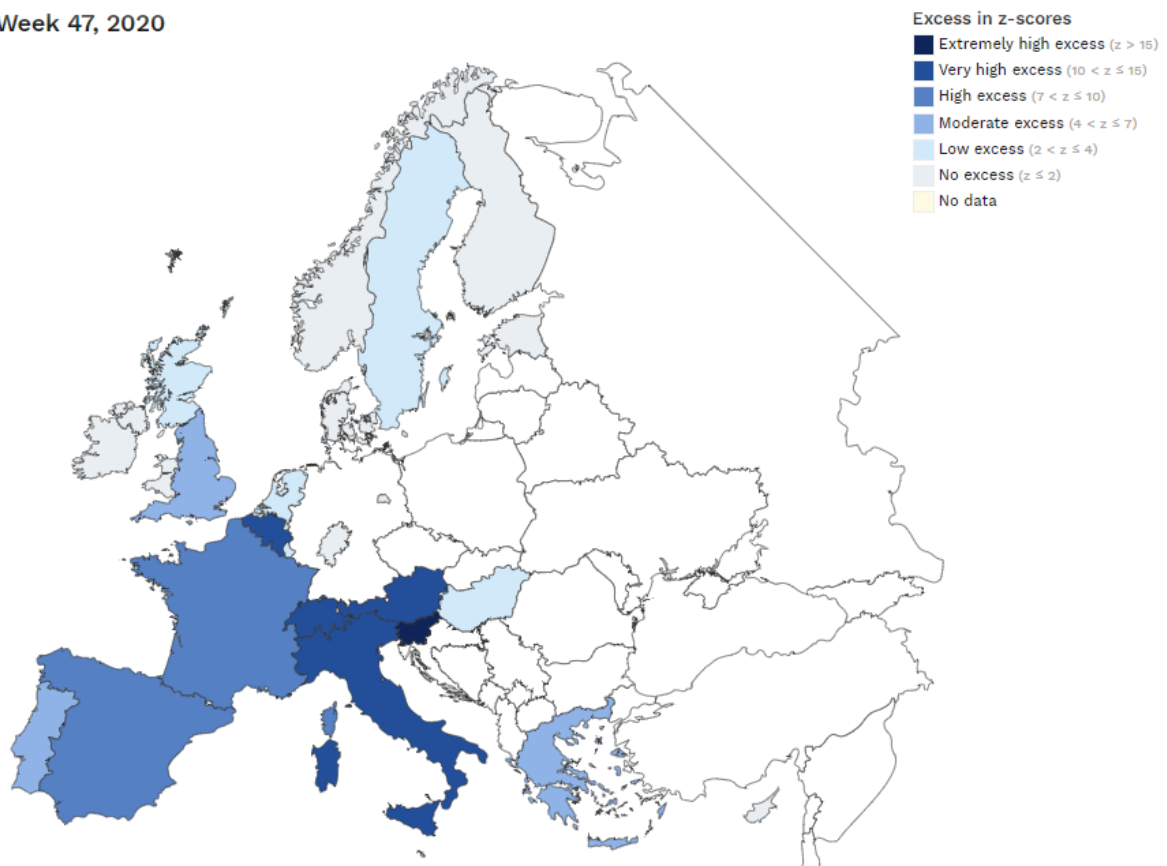 Week 47, 2020
Excess in z-scores
Extremely high excess (z > 15)
Very high excess (10 < z ≤ 15)
High excess (7 < z ≤ 10)
Moderate excess (4 < z ≤ 7)
Low excess (2 < z ≤ 4)
No excess (z ≤ 2)
No data